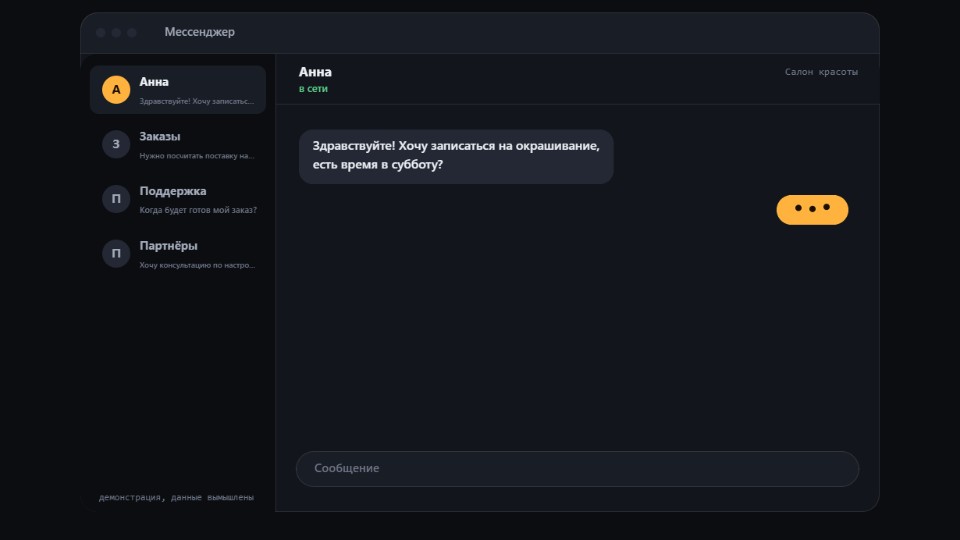 Мессенджер
А
Анна
Здравствуйте! Хочу записатьс...
З
Заказы
Нужно посчитать поставку на...
П
Поддержка
Когда будет готов мой заказ?
П
Партнёры
Хочу консультацию по настро...
демонстрация, данные вымышлены
Анна
в сети
Салон красоты
Здравствуйте! Хочу записаться на окрашивание,
есть время в субботу?
Сообщение